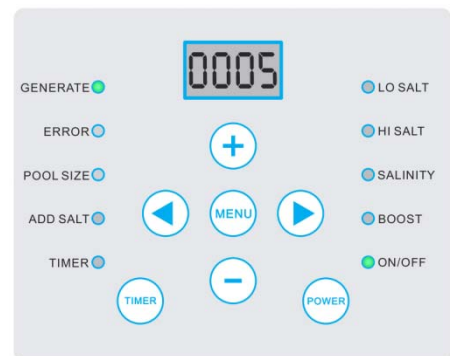 0005
GENERATE
LO SALT
ERROR
HI SALT
POOL SIZE
SALINITY
MENU
ADD SALT
BOOST
TIMER
ON/OFF
TIMER
POWER